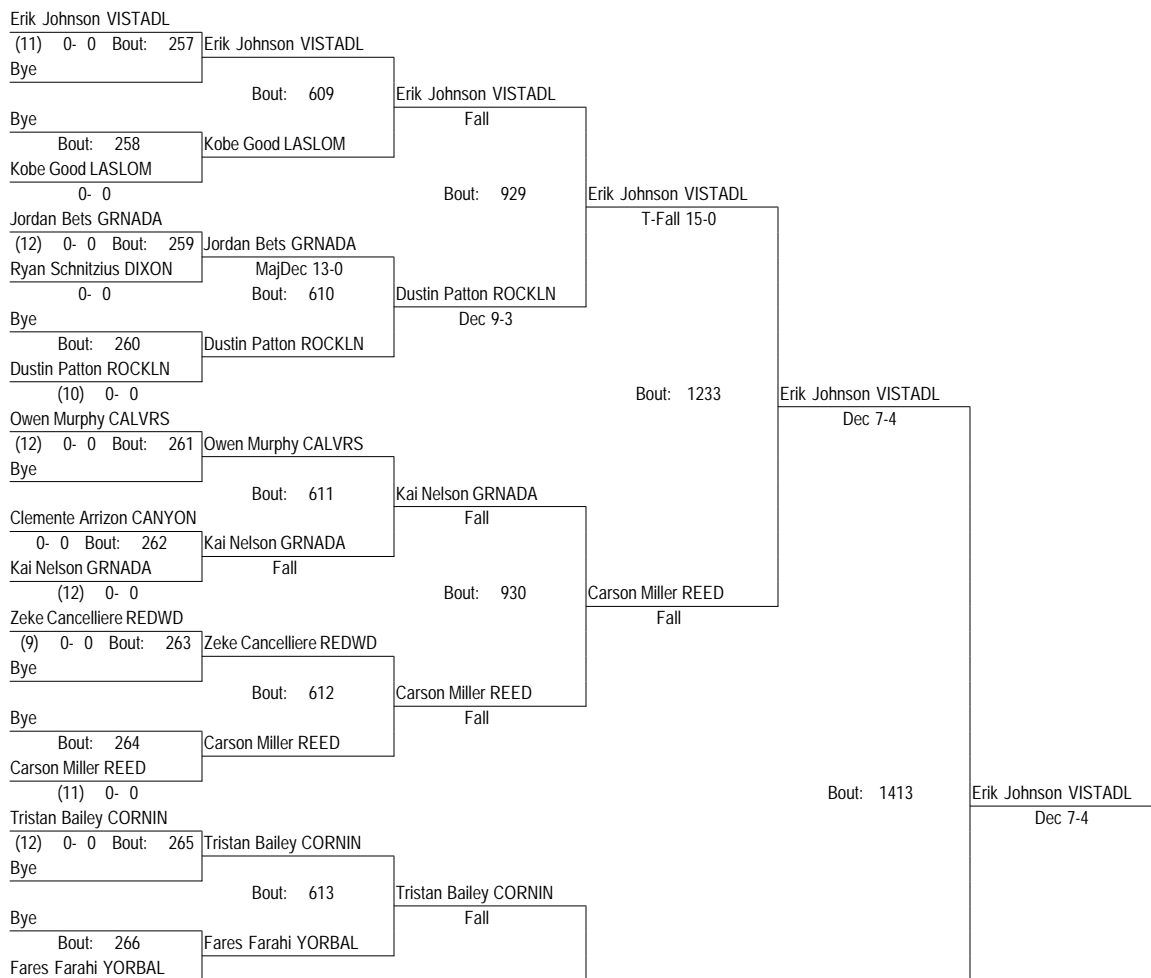 Erik Johnson VISTADL
(11) 0- 0 Bout: 257 Erik Johnson VISTADL
Bye
Bout: 609 Erik Johnson VISTADL
Bye Fall
Bout: 258 Kobe Good LASLOM
Kobe Good LASLOM
0- 0 Bout: 929 Erik Johnson VISTADL
Jordan Bets GRNADA T-Fall 15-0
(12) 0- 0 Bout: 259 Jordan Bets GRNADA
Ryan Schnitzius DIXON MajDec 13-0
0- 0 Bout: 610 Dustin Patton ROCKLN
Bye Dec 9-3
Bout: 260 Dustin Patton ROCKLN
Dustin Patton ROCKLN
(10) 0- 0 Bout: 1233 Erik Johnson VISTADL
Owen Murphy CALVRS Dec 7-4
(12) 0- 0 Bout: 261 Owen Murphy CALVRS
Bye
Bout: 611 Kai Nelson GRNADA
Clemente Arrizon CANYON Fall
0- 0 Bout: 262 Kai Nelson GRNADA
Kai Nelson GRNADA Fall
(12) 0- 0 Bout: 930 Carson Miller REED
Zeke Cancelliere REDWD Fall
(9) 0- 0 Bout: 263 Zeke Cancelliere REDWD
Bye
Bout: 612 Carson Miller REED
Bye Fall
Bout: 264 Carson Miller REED
Carson Miller REED
(11) 0- 0 Bout: 1413 Erik Johnson VISTADL
Tristan Bailey CORNIN Dec 7-4
(12) 0- 0 Bout: 265 Tristan Bailey CORNIN
Bye
Bout: 613 Tristan Bailey CORNIN
Bye Fall
Bout: 266 Fares Farahi YORBAL
Fares Farahi YORBAL